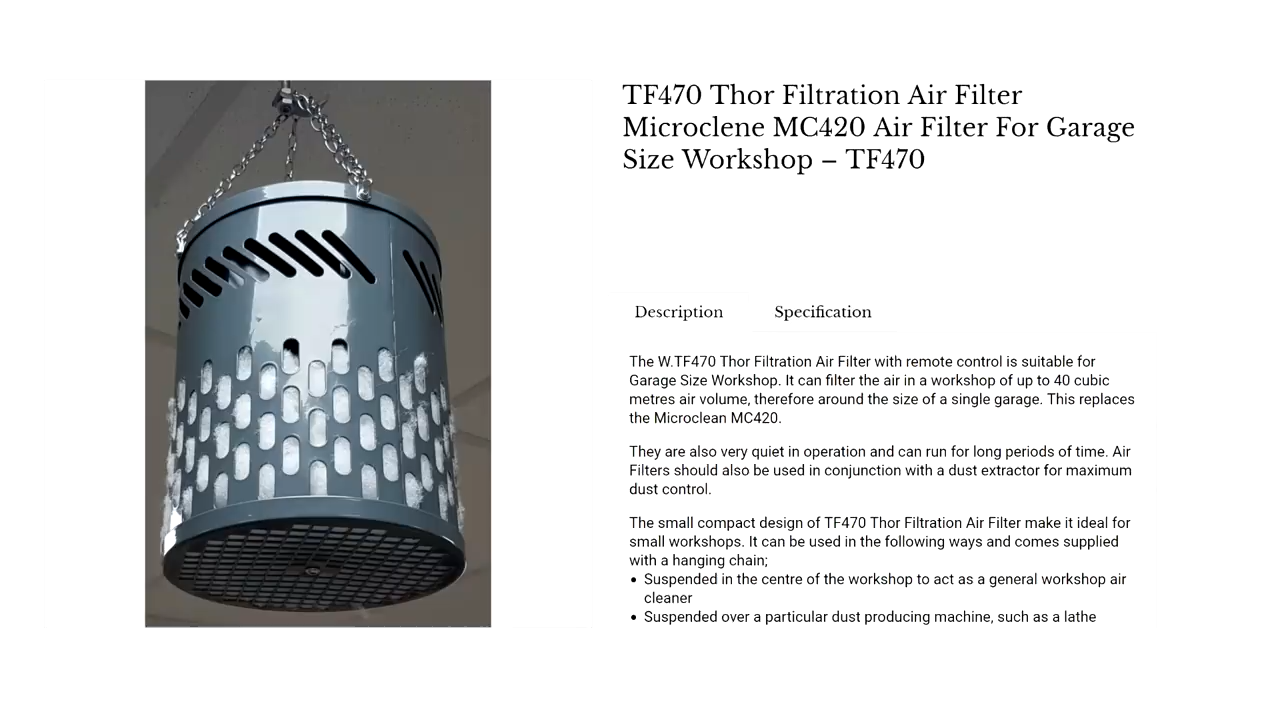 TF470 Thor Filtration Air Filter
Microclene MC420 Air Filter For Garage
Size Workshop – TF470
Description
Specification
The W.TF470 Thor Filtration Air Filter with remote control is suitable for
Garage Size Workshop. It can filter the air in a workshop of up to 40 cubic
metres air volume, therefore around the size of a single garage. This replaces
the Microclean MC420.
They are also very quiet in operation and can run for long periods of time. Air
Filters should also be used in conjunction with a dust extractor for maximum
dust control.
The small compact design of TF470 Thor Filtration Air Filter make it ideal for
small workshops. It can be used in the following ways and comes supplied
with a hanging chain;
• Suspended in the centre of the workshop to act as a general workshop air
cleaner
• Suspended over a particular dust producing machine, such as a lathe